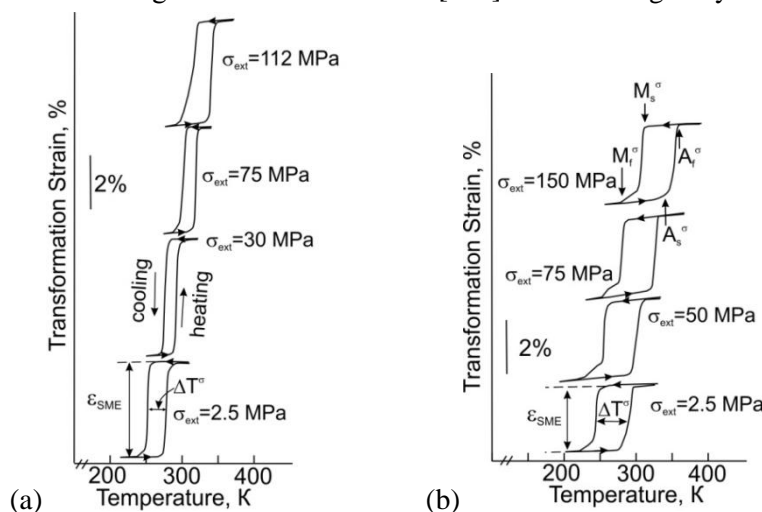 σext=112 MPa
σext=75 MPa
2%
σext=30 MPa
cooling
heating
εSME
ΔTσ
σext=2.5 MPa
Transformation Strain, %
200 300 400
Temperature, K
(a)
Msσ
Mfσ
Afσ
σext=150 MPa
Asσ
σext=75 MPa
σext=50 MPa
2%
εSME
ΔTσ
σext=2.5 MPa
Transformation Strain, %
200 300 400
Temperature, K
(b)